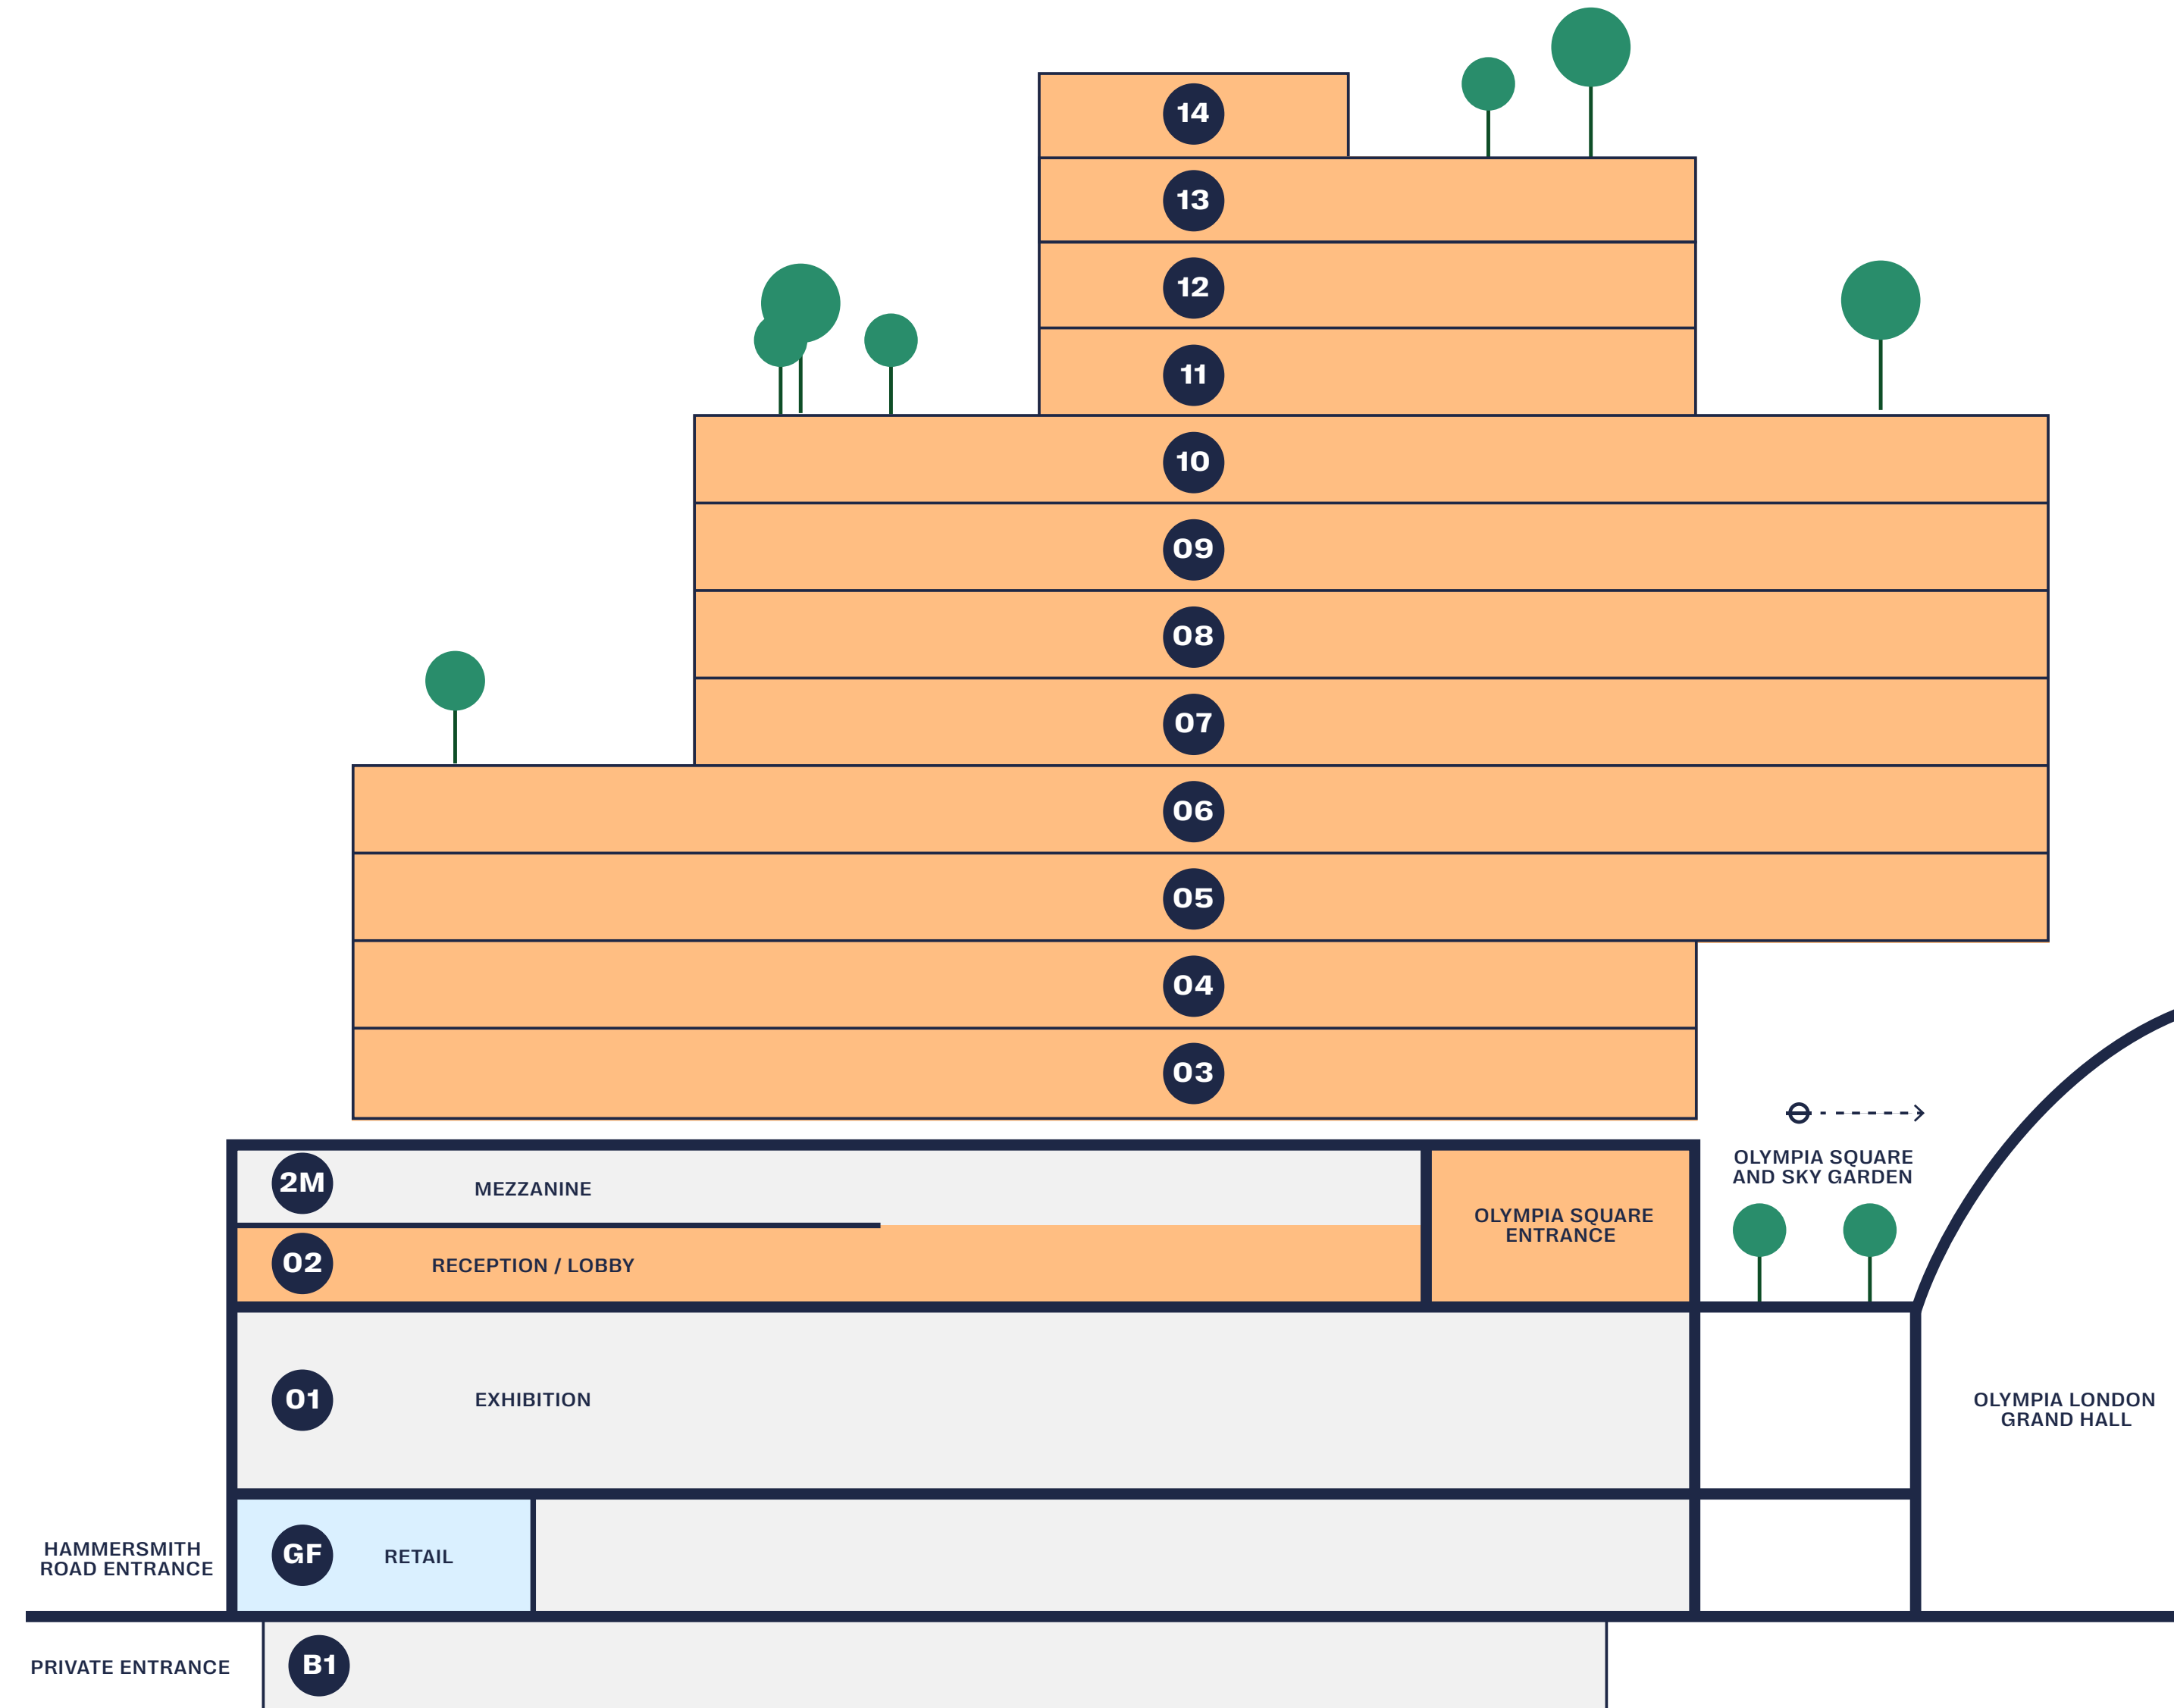 14
13
12
11
10
09
08
07
06
05
04
03
OLYMPIA SQUARE
AND SKY GARDEN
2M
MEZZANINE
OLYMPIA SQUARE
ENTRANCE
02
RECEPTION / LOBBY
01
EXHIBITION
OLYMPIA LONDON
GRAND HALL
HAMMERSMITH
ROAD ENTRANCE
GF
RETAIL
PRIVATE ENTRANCE
B1